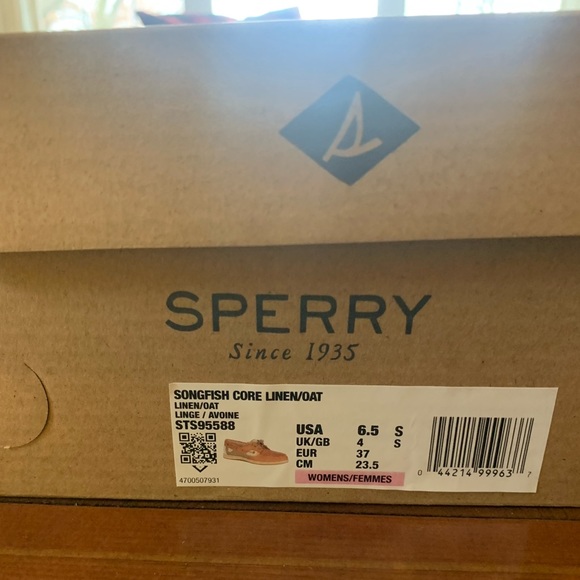 SPERRY
Since 1935
SONGFISH CORE LINEN/OAT
LINEN/OAT
LINGE / AVOINE
STS95588
4700507931
USA 6.5 S
UK/GB 4 S
EUR 37
CM 23.5
WOMENS/FEMMES
0 44214 99963 7